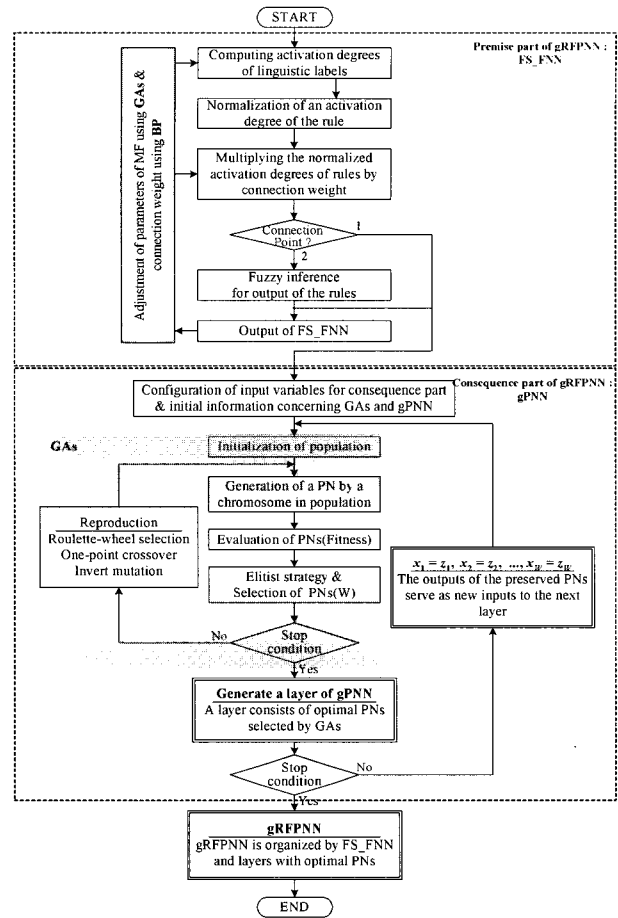 START
Premise part of gRFPNN :
FS_FNN
Computing activation degrees
of linguistic labels
Normalization of an activation
degree of the rule
Adjustment of parameters of MF using GAs &
connection weight using BP
Multiplying the normalized
activation degrees of rules by
connection weight
Connection
Point ?
1
2
Fuzzy inference
for output of the rules
Output of FS_FNN
Consequence part of gRFPNN :
gPNN
Configuration of input variables for consequence part
& initial information concerning GAs and gPNN
GAs
Initialization of population
Generation of a PN by a
chromosome in population
Reproduction
Roulette-wheel selection
One-point crossover
Invert mutation
Evaluation of PNs(Fitness)
Elitist strategy &
Selection of PNs(W)
x1 = z1, x2 = z2, ..., xW = zW
The outputs of the preserved PNs
serve as new inputs to the next
layer
No
Stop
condition
Yes
Generate a layer of gPNN
A layer consists of optimal PNs
selected by GAs
Stop
condition
No
Yes
gRFPNN
gRFPNN is organized by FS_FNN
and layers with optimal PNs
END